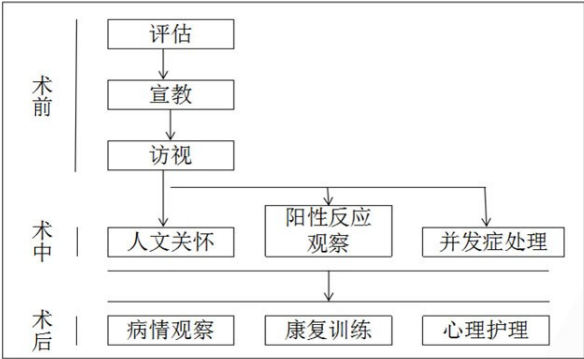 评估
术前
宣教
访视
术中
人文关怀
阳性反应
观察
并发症处理
术后
病情观察
康复训练
心理护理